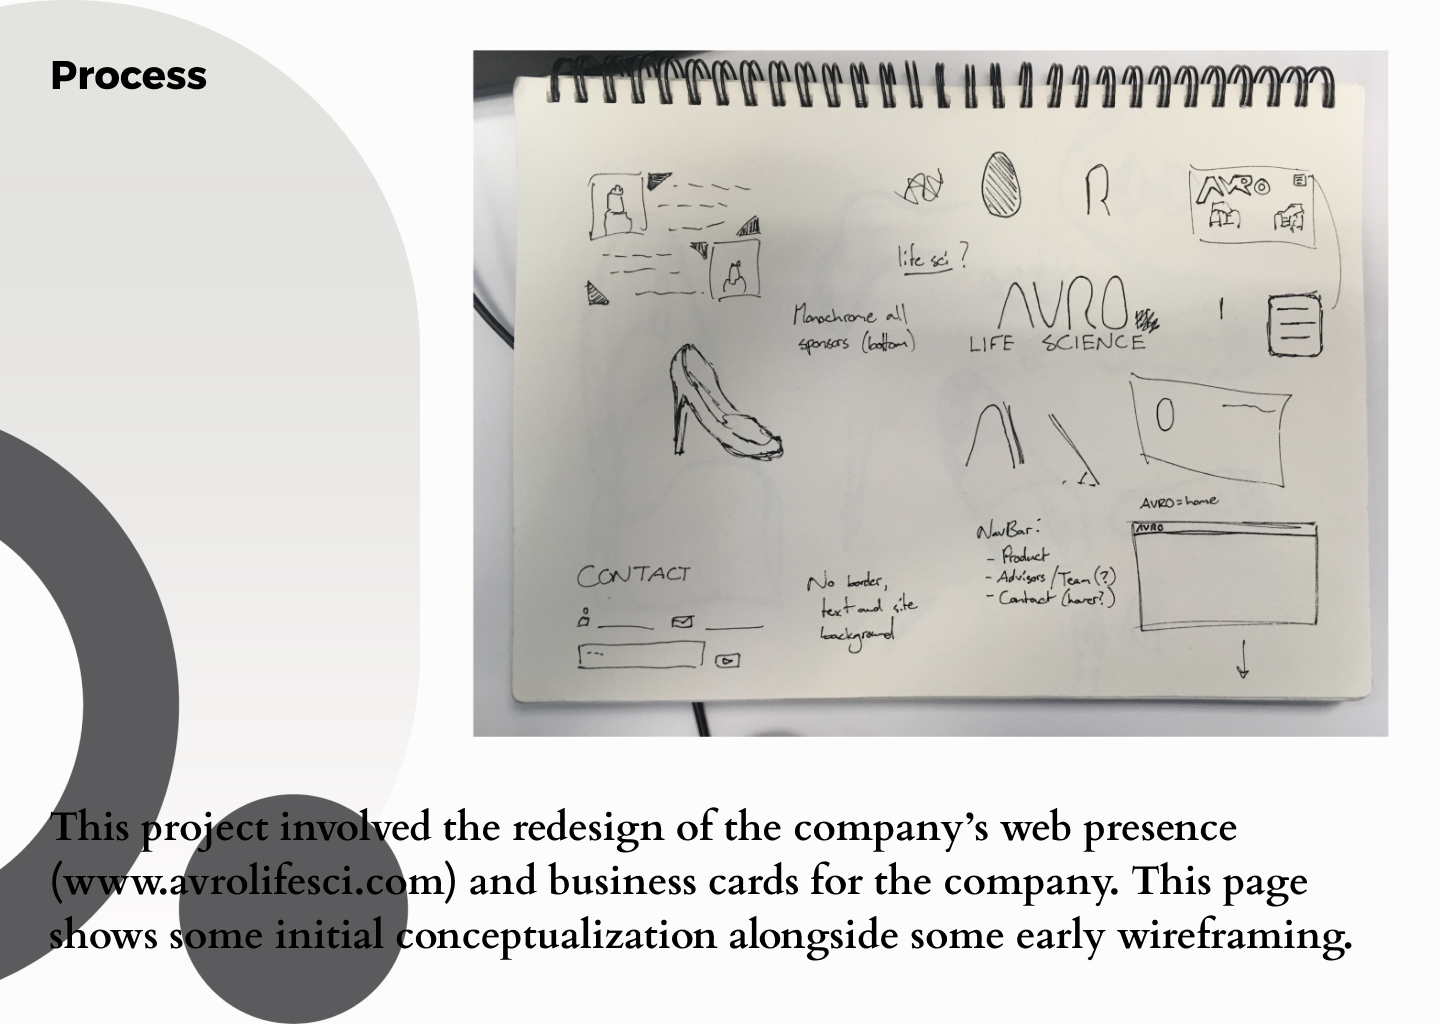 Process
AVRO
R
life sci?
AVRO
LIFE SCIENCE
Monochrome all
sponsors (bottom)
AVRO = home
AVRO
NavBar:
- Product
- Advisors/Team (?)
- Contact (hover?)
CONTACT
No border,
text and site
background
This project involved the redesign of the company’s web presence
(www.avrolifesci.com) and business cards for the company. This page
shows some initial conceptualization alongside some early wireframing.